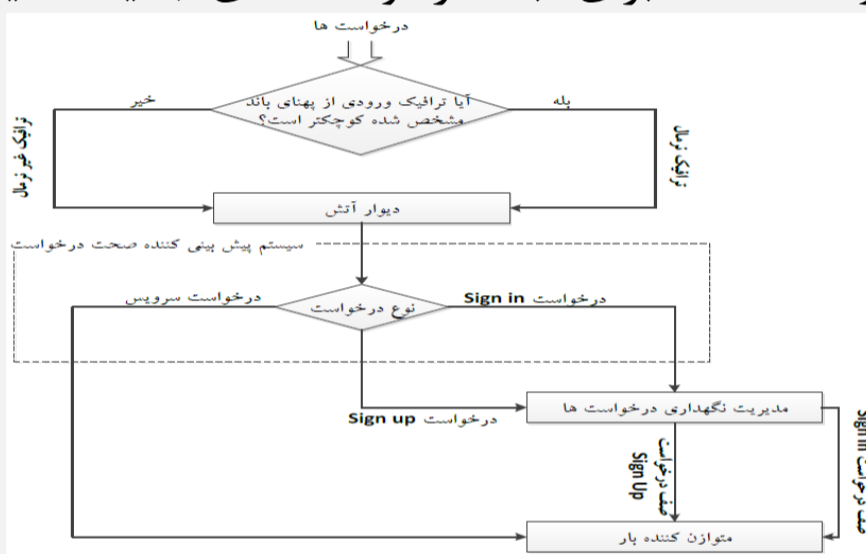 درخواست ها
آیا ترافیک ورودی از پهنای باند
مشخص شده کوچکتر است؟
بله
خیر
ترافیک نرمال
ترافیک غیر نرمال
دیوار آتش
سیستم پیش بینی کننده صحت درخواست
نوع درخواست
درخواست Sign in
درخواست سرویس
درخواست Sign up
مدیریت نگهداری درخواست ها
صف درخواست
Sign Up
صف درخواست Sign in
متوازن کننده بار